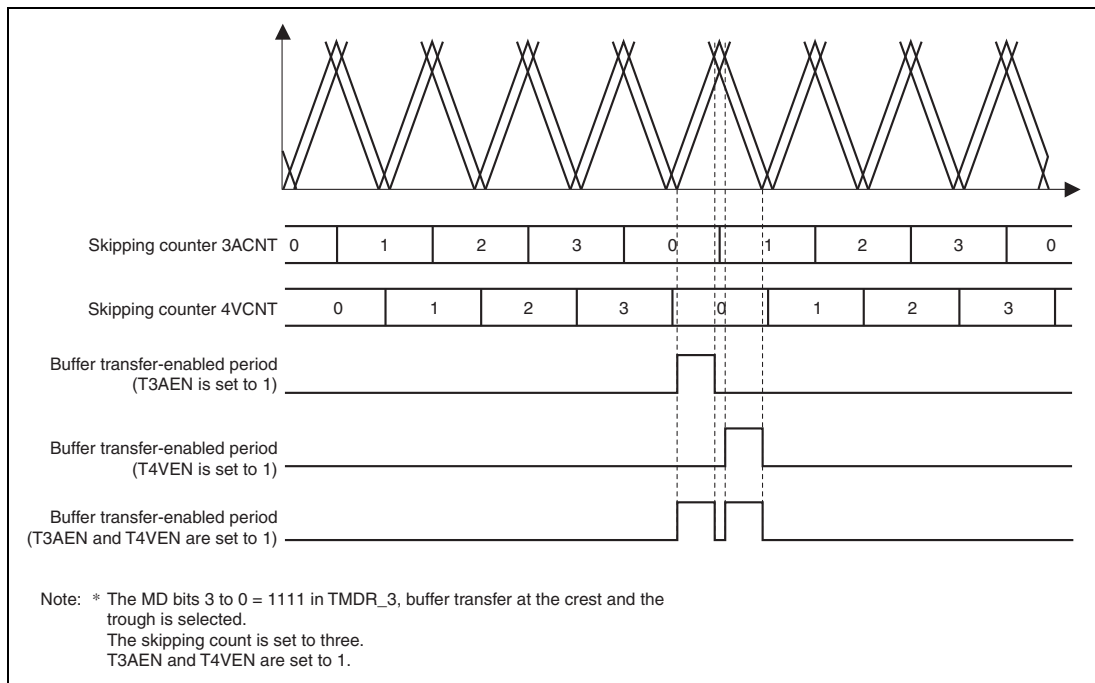 Skipping counter 3ACNT 0 1 2 3 0 1 2 3 0
Skipping counter 4VCNT 0 1 2 3 0 1 2 3
Buffer transfer-enabled period
(T3AEN is set to 1)
Buffer transfer-enabled period
(T4VEN is set to 1)
Buffer transfer-enabled period
(T3AEN and T4VEN are set to 1)
Note: * The MD bits 3 to 0 = 1111 in TMDR_3, buffer transfer at the crest and the
trough is selected.
The skipping count is set to three.
T3AEN and T4VEN are set to 1.